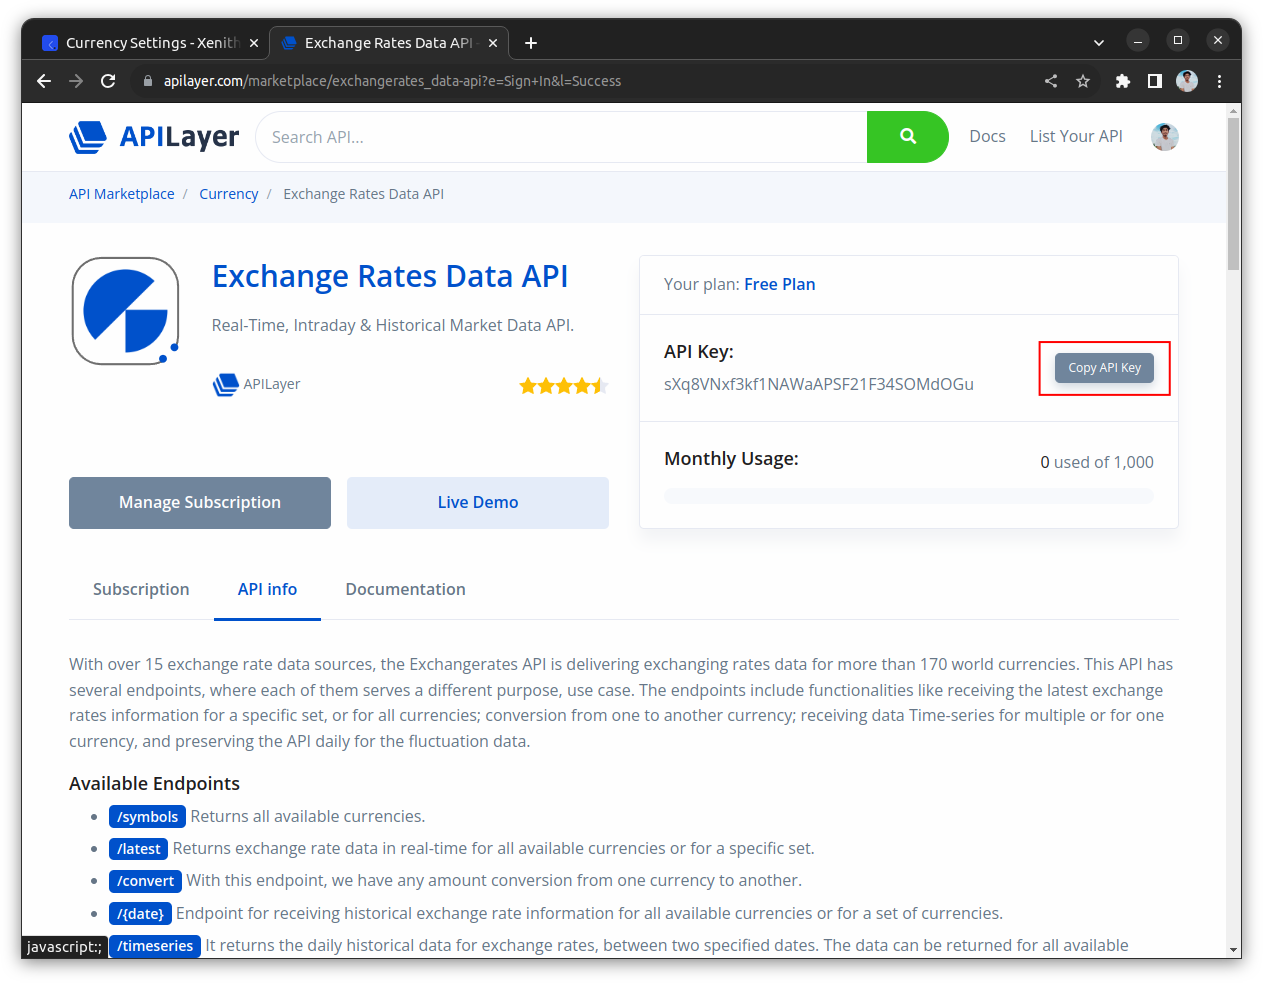 Currency Settings - Xenith
Exchange Rates Data API -
apilayer.com/marketplace/exchangerates_data-api?e=Sign+In&l=Success
APILayer
Search API...
Docs
List Your API
API Marketplace / Currency / Exchange Rates Data API
Exchange Rates Data API
Real-Time, Intraday & Historical Market Data API.
APILayer
Your plan: Free Plan
API Key:
sXq8VNxf3kf1NAWaAPSF21F34SOMdOGu
Copy API Key
Monthly Usage:
0 used of 1,000
Manage Subscription
Live Demo
Subscription
API info
Documentation
With over 15 exchange rate data sources, the Exchangerates API is delivering exchanging rates data for more than 170 world currencies. This API has
several endpoints, where each of them serves a different purpose, use case. The endpoints include functionalities like receiving the latest exchange
rates information for a specific set, or for all currencies; conversion from one to another currency; receiving data Time-series for multiple or for one
currency, and preserving the API daily for the fluctuation data.
Available Endpoints
/symbols Returns all available currencies.
/latest Returns exchange rate data in real-time for all available currencies or for a specific set.
/convert With this endpoint, we have any amount conversion from one currency to another.
/{date} Endpoint for receiving historical exchange rate information for all available currencies or for a set of currencies.
/timeseries It returns the daily historical data for exchange rates, between two specified dates. The data can be returned for all available
javascript:;